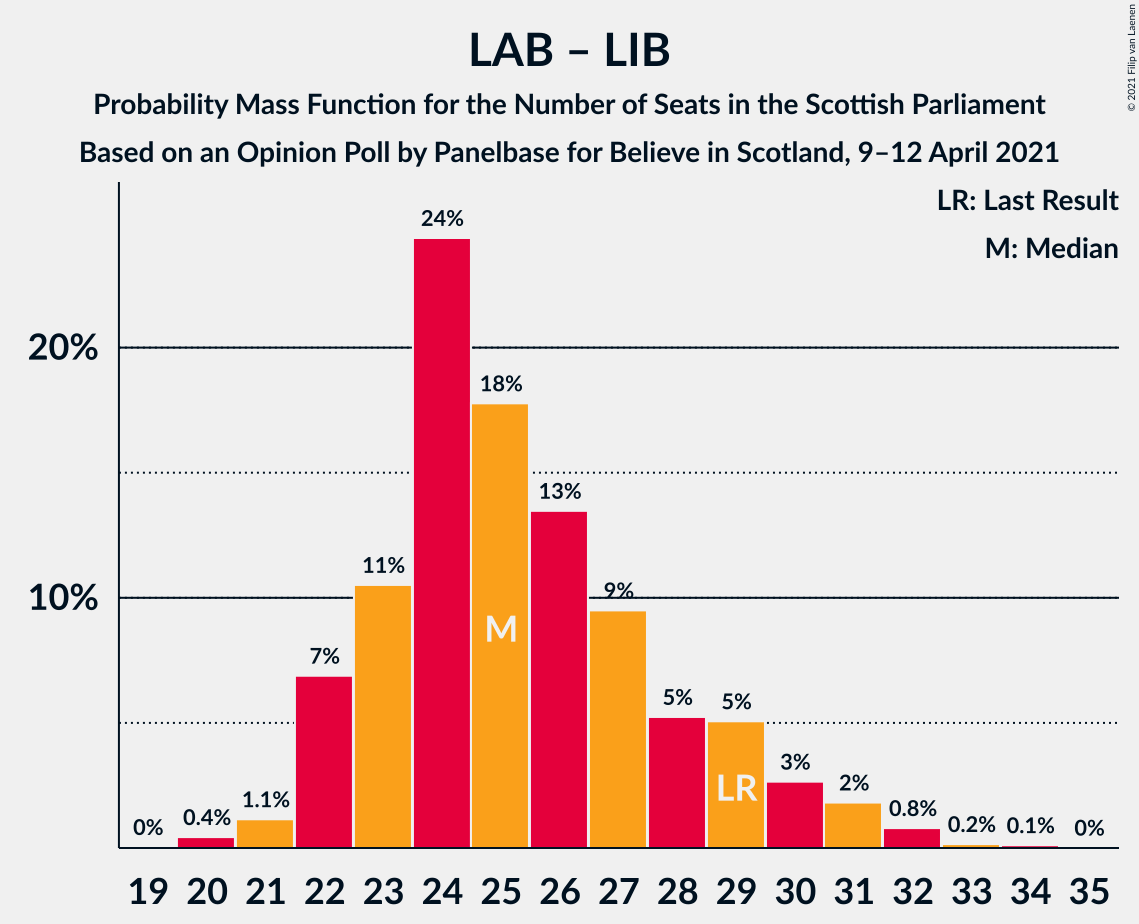 LAB – LIB
Probability Mass Function for the Number of Seats in the Scottish Parliament
Based on an Opinion Poll by Panelbase for Believe in Scotland, 9–12 April 2021
© 2021 Filip van Laenen
LR: Last Result
M: Median
20%
10%
0%
0.4%
1.1%
7%
11%
24%
18%
13%
9%
5%
5%
3%
2%
0.8%
0.2%
0.1%
0%
M
LR
19 20 21 22 23 24 25 26 27 28 29 30 31 32 33 34 35